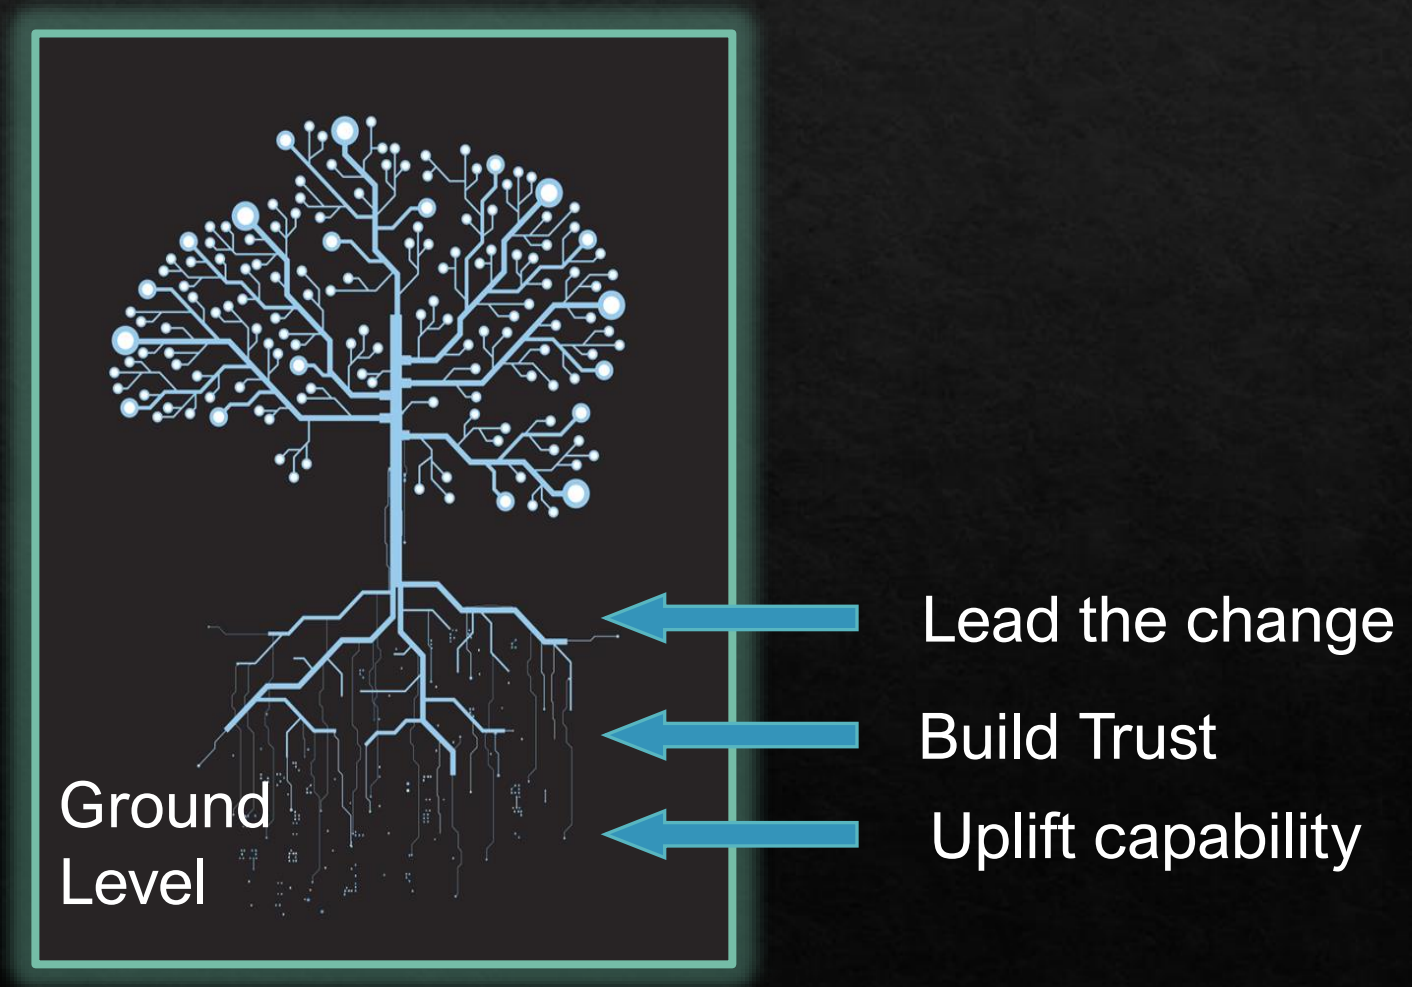 Lead the change
Build Trust
Uplift capability
Ground
Level